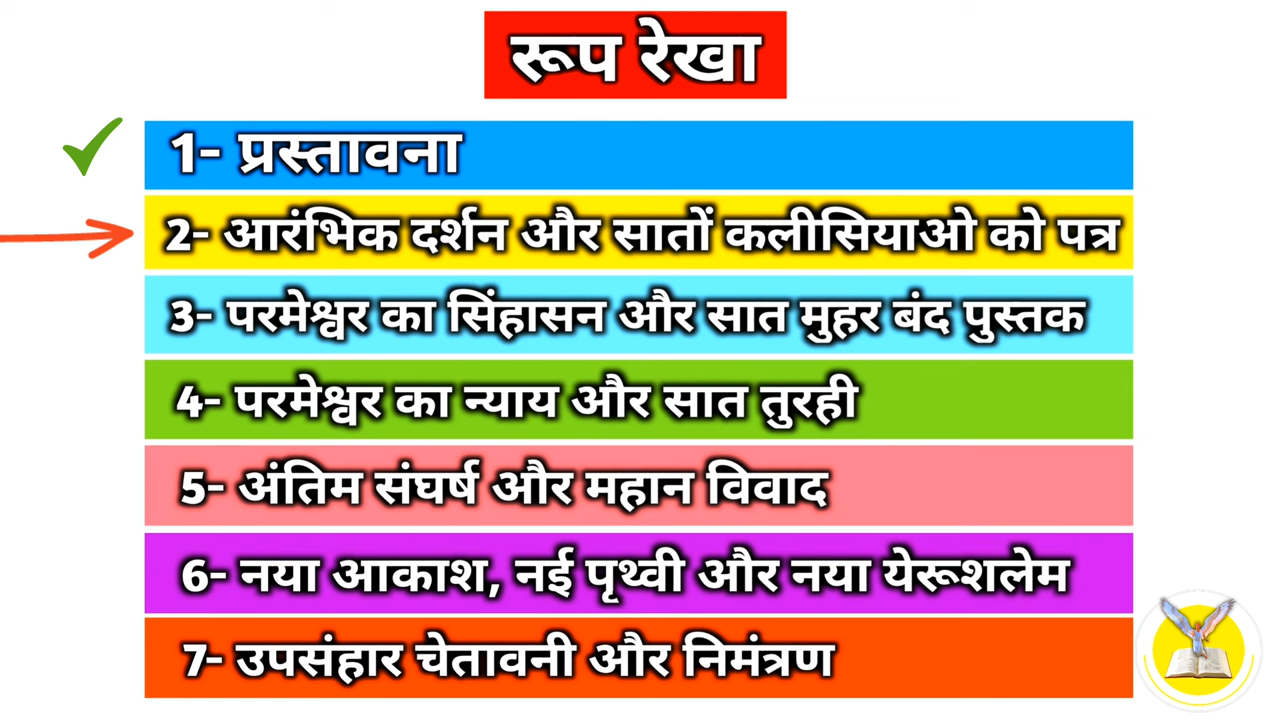 रूप रेखा
1- प्रस्तावना
2- आरंभिक दर्शन और सातों कलीसियाओ को पत्र
3- परमेश्वर का सिंहासन और सात मुहर बंद पुस्तक
4- परमेश्वर का न्याय और सात तुरही
5- अंतिम संघर्ष और महान विवाद
6- नया आकाश, नई पृथ्वी और नया येरूशलेम
7- उपसंहार चेतावनी और निमंत्रण